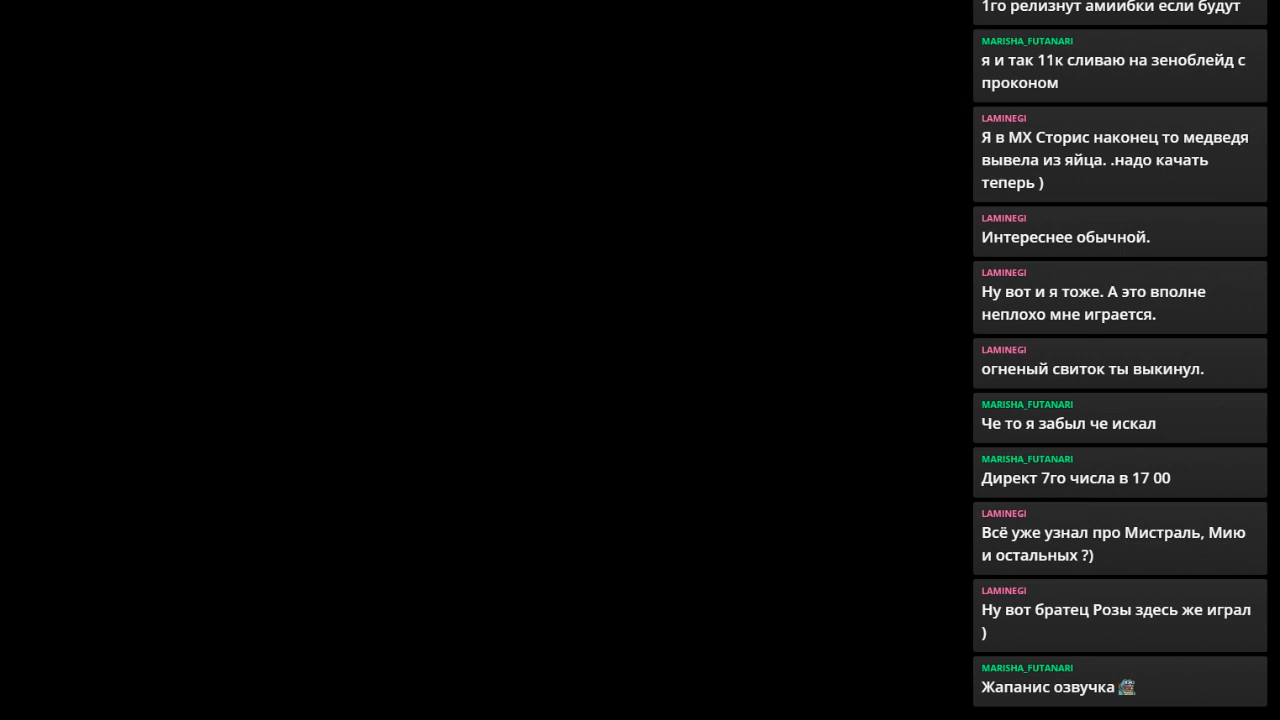 1го релизнут амиибки если будут
MARISHA_FUTANARI
я и так 11к сливаю на зеноблейд с
проконом
LAMINEGI
Я в МХ Сторис наконец то медведя
вывела из яйца. .надо качать
теперь )
LAMINEGI
Интереснее обычной.
LAMINEGI
Ну вот и я тоже. А это вполне
неплохо мне играется.
LAMINEGI
огненый свиток ты выкинул.
MARISHA_FUTANARI
Че то я забыл че искал
MARISHA_FUTANARI
Директ 7го числа в 17 00
LAMINEGI
Всё уже узнал про Мистраль, Мию
и остальных ?)
LAMINEGI
Ну вот братец Розы здесь же играл
)
MARISHA_FUTANARI
Жапанис озвучка